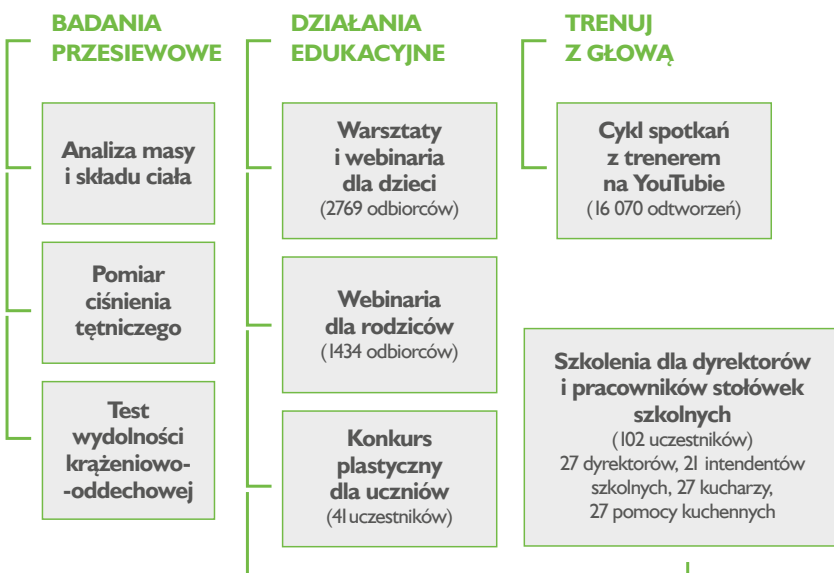 BADANIA
PRZESIEWOWE
Analiza masy
i składu ciała
Pomiar
ciśnienia
tętniczego
Test
wydolności
krążeniowo-
-oddechowej
DZIAŁANIA
EDUKACYJNE
Warsztaty
i webinaria
dla dzieci
(2769 odbiorców)
Webinaria
dla rodziców
(1434 odbiorców)
Konkurs
plastyczny
dla uczniów
(41uczestników)
TRENUJ
Z GŁOWĄ
Cykl spotkań
z trenerem
na YouTubie
(16 070 odtworzeń)
Szkolenia dla dyrektorów
i pracowników stołówek
szkolnych
(102 uczestników)
27 dyrektorów, 21 intendentów
szkolnych, 27 kucharzy,
27 pomocy kuchennych